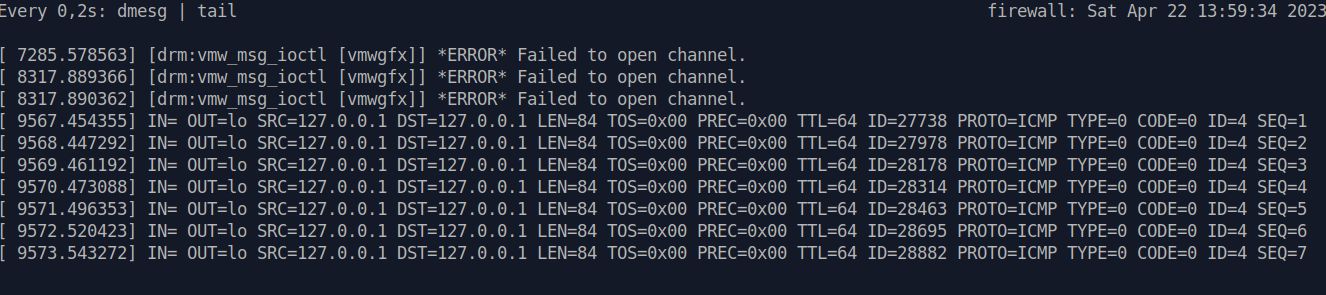 Every 0,2s: dmesg | tail firewall: Sat Apr 22 13:59:34 2023
[ 7285.578563] [drm:vmw_msg_ioctl [vmwgfx]] *ERROR* Failed to open channel.
[ 8317.889366] [drm:vmw_msg_ioctl [vmwgfx]] *ERROR* Failed to open channel.
[ 8317.890362] [drm:vmw_msg_ioctl [vmwgfx]] *ERROR* Failed to open channel.
[ 9567.454355] IN= OUT=lo SRC=127.0.0.1 DST=127.0.0.1 LEN=84 TOS=0x00 PREC=0x00 TTL=64 ID=27738 PROTO=ICMP TYPE=0 CODE=0 ID=4 SEQ=1
[ 9568.447292] IN= OUT=lo SRC=127.0.0.1 DST=127.0.0.1 LEN=84 TOS=0x00 PREC=0x00 TTL=64 ID=27978 PROTO=ICMP TYPE=0 CODE=0 ID=4 SEQ=2
[ 9569.461192] IN= OUT=lo SRC=127.0.0.1 DST=127.0.0.1 LEN=84 TOS=0x00 PREC=0x00 TTL=64 ID=28178 PROTO=ICMP TYPE=0 CODE=0 ID=4 SEQ=3
[ 9570.473088] IN= OUT=lo SRC=127.0.0.1 DST=127.0.0.1 LEN=84 TOS=0x00 PREC=0x00 TTL=64 ID=28314 PROTO=ICMP TYPE=0 CODE=0 ID=4 SEQ=4
[ 9571.496353] IN= OUT=lo SRC=127.0.0.1 DST=127.0.0.1 LEN=84 TOS=0x00 PREC=0x00 TTL=64 ID=28463 PROTO=ICMP TYPE=0 CODE=0 ID=4 SEQ=5
[ 9572.520423] IN= OUT=lo SRC=127.0.0.1 DST=127.0.0.1 LEN=84 TOS=0x00 PREC=0x00 TTL=64 ID=28695 PROTO=ICMP TYPE=0 CODE=0 ID=4 SEQ=6
[ 9573.543272] IN= OUT=lo SRC=127.0.0.1 DST=127.0.0.1 LEN=84 TOS=0x00 PREC=0x00 TTL=64 ID=28882 PROTO=ICMP TYPE=0 CODE=0 ID=4 SEQ=7